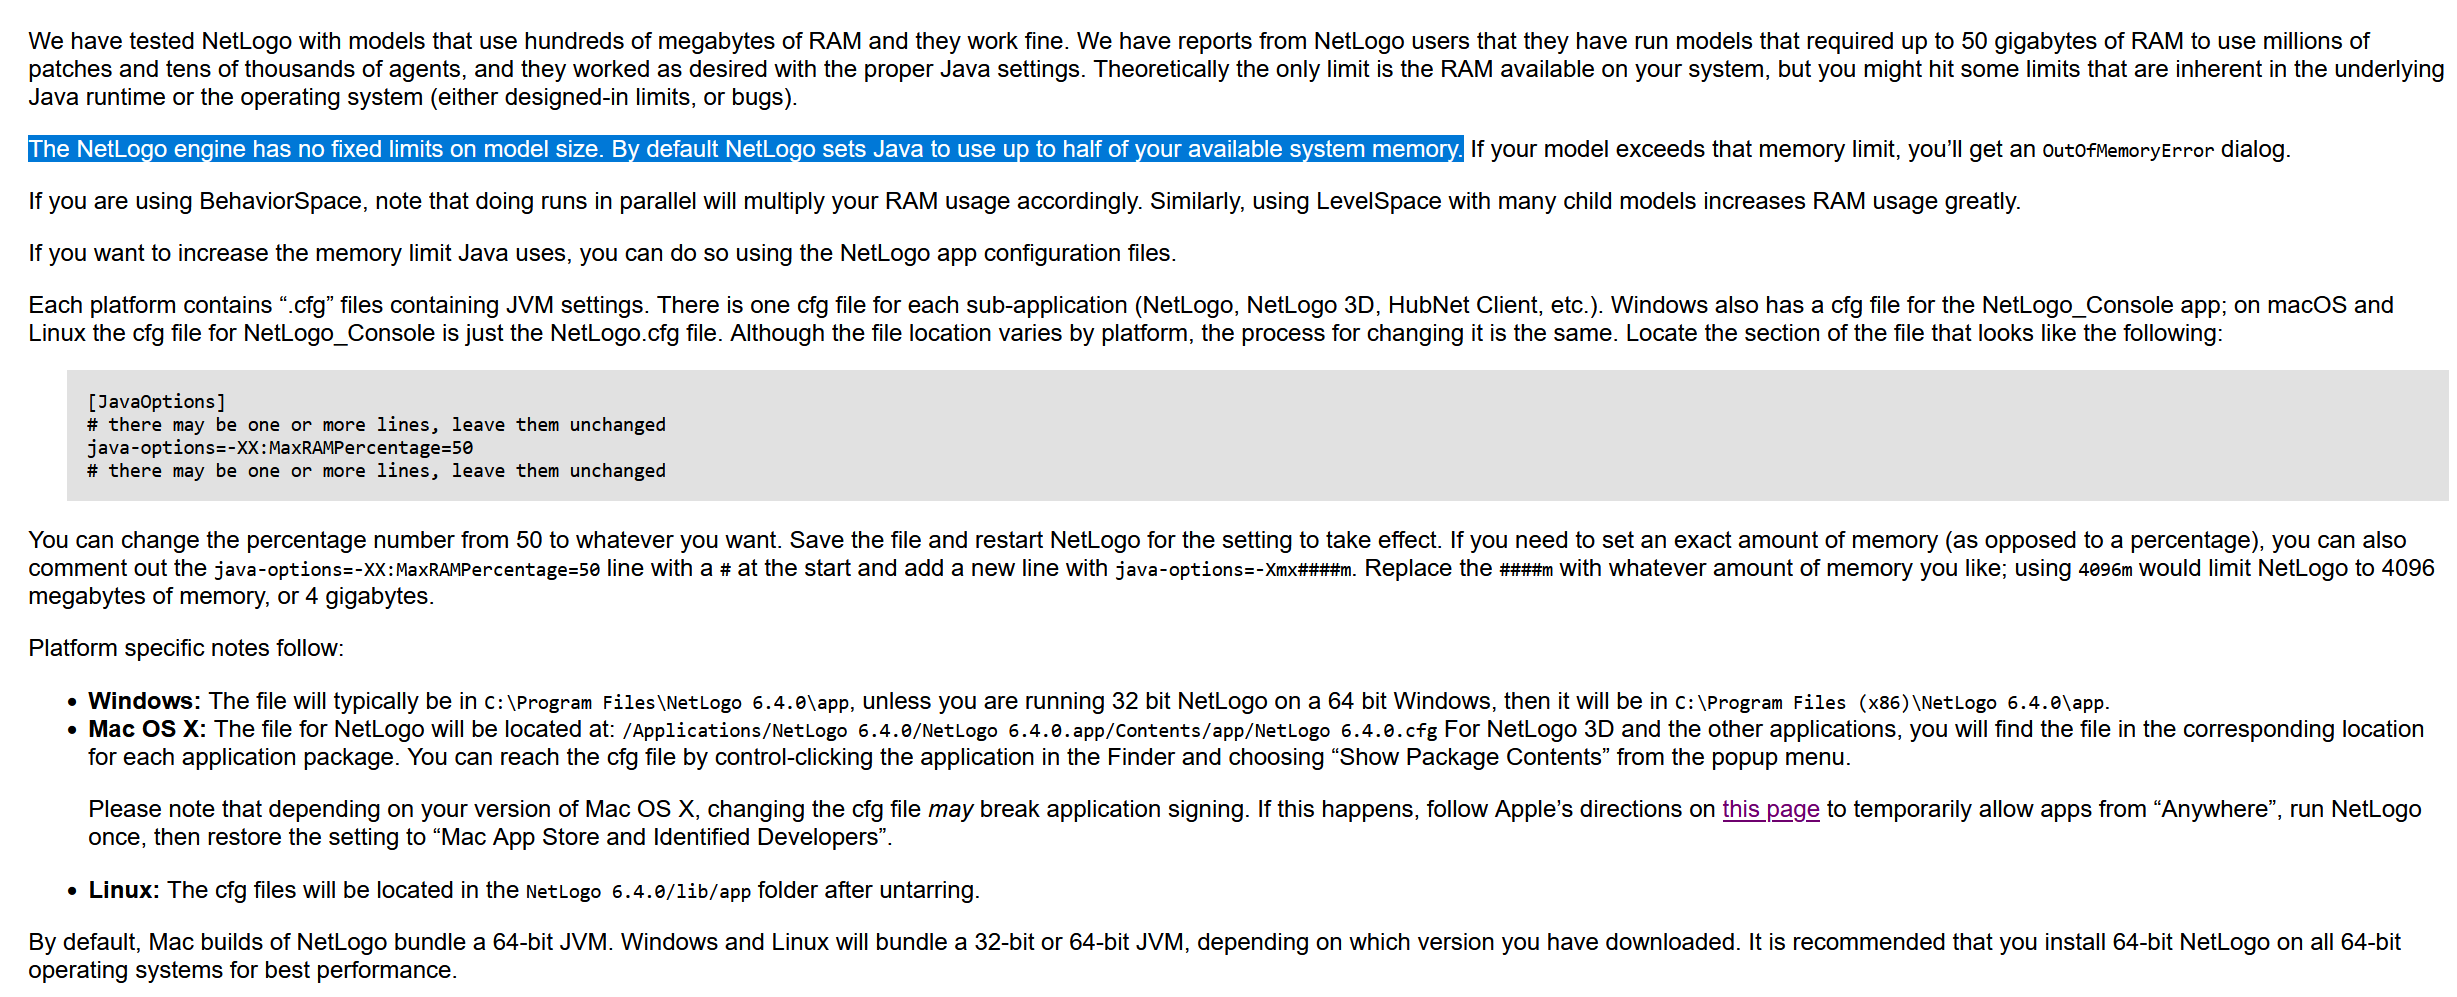 We have tested NetLogo with models that use hundreds of megabytes of RAM and they work fine. We have reports from NetLogo users that they have run models that required up to 50 gigabytes of RAM to use millions of
patches and tens of thousands of agents, and they worked as desired with the proper Java settings. Theoretically the only limit is the RAM available on your system, but you might hit some limits that are inherent in the underlying
Java runtime or the operating system (either designed-in limits, or bugs).
The NetLogo engine has no fixed limits on model size. By default NetLogo sets Java to use up to half of your available system memory. If your model exceeds that memory limit, you’ll get an OutOfMemoryError dialog.
If you are using BehaviorSpace, note that doing runs in parallel will multiply your RAM usage accordingly. Similarly, using LevelSpace with many child models increases RAM usage greatly.
If you want to increase the memory limit Java uses, you can do so using the NetLogo app configuration files.
Each platform contains “.cfg” files containing JVM settings. There is one cfg file for each sub-application (NetLogo, NetLogo 3D, HubNet Client, etc.). Windows also has a cfg file for the NetLogo_Console app; on macOS and
Linux the cfg file for NetLogo_Console is just the NetLogo.cfg file. Although the file location varies by platform, the process for changing it is the same. Locate the section of the file that looks like the following:
[JavaOptions]
# there may be one or more lines, leave them unchanged
java-options=-XX:MaxRAMPercentage=50
# there may be one or more lines, leave them unchanged
You can change the percentage number from 50 to whatever you want. Save the file and restart NetLogo for the setting to take effect. If you need to set an exact amount of memory (as opposed to a percentage), you can also
comment out the java-options=-XX:MaxRAMPercentage=50 line with a # at the start and add a new line with java-options=-Xmx####m. Replace the ####m with whatever amount of memory you like; using 4096m would limit NetLogo to 4096
megabytes of memory, or 4 gigabytes.
Platform specific notes follow:
• Windows: The file will typically be in C:\Program Files\NetLogo 6.4.0\app, unless you are running 32 bit NetLogo on a 64 bit Windows, then it will be in C:\Program Files (x86)\NetLogo 6.4.0\app.
• Mac OS X: The file for NetLogo will be located at: /Applications/NetLogo 6.4.0/NetLogo 6.4.0.app/Contents/app/NetLogo 6.4.0.cfg For NetLogo 3D and the other applications, you will find the file in the corresponding location
for each application package. You can reach the cfg file by control-clicking the application in the Finder and choosing “Show Package Contents” from the popup menu.
Please note that depending on your version of Mac OS X, changing the cfg file may break application signing. If this happens, follow Apple’s directions on this page to temporarily allow apps from “Anywhere”, run NetLogo
once, then restore the setting to “Mac App Store and Identified Developers”.
• Linux: The cfg files will be located in the NetLogo 6.4.0/lib/app folder after untarring.
By default, Mac builds of NetLogo bundle a 64-bit JVM. Windows and Linux will bundle a 32-bit or 64-bit JVM, depending on which version you have downloaded. It is recommended that you install 64-bit NetLogo on all 64-bit
operating systems for best performance.